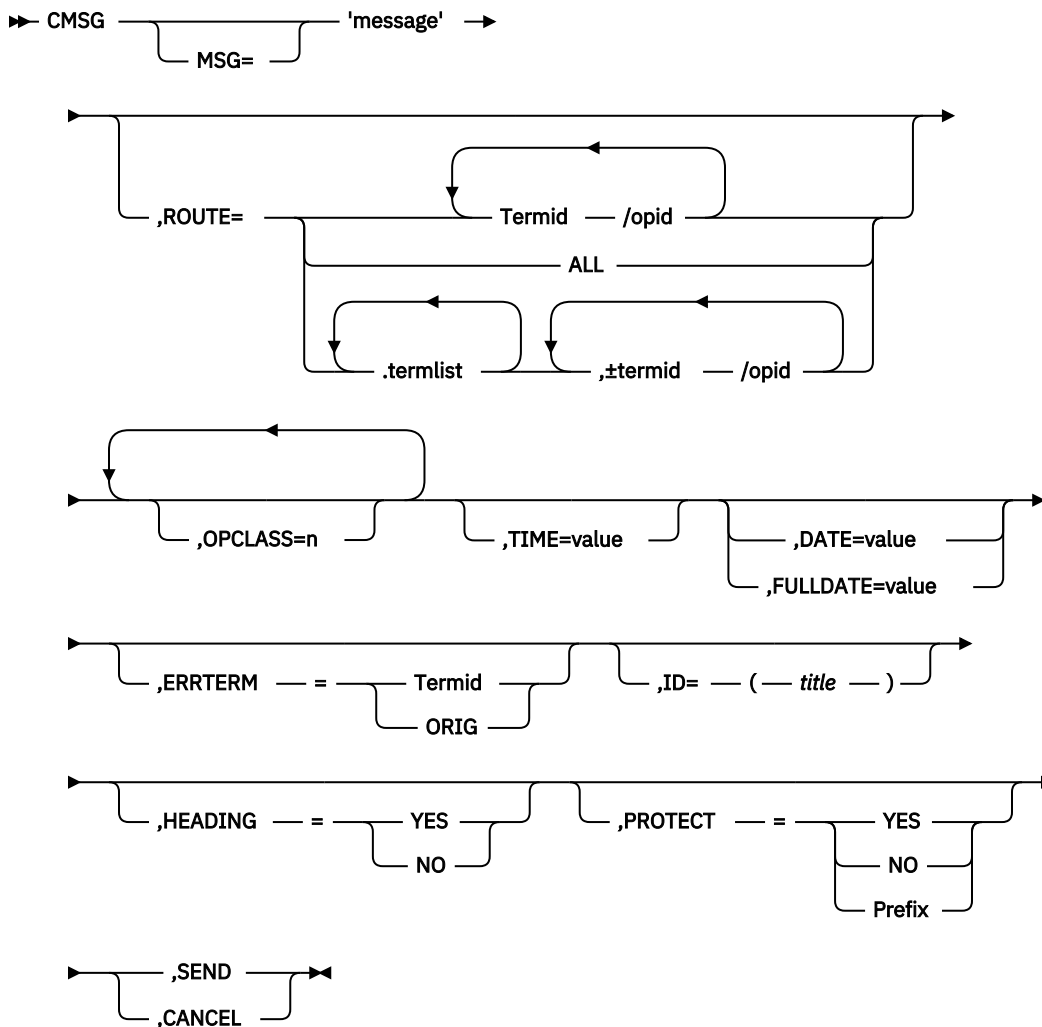 CMSG MSG= 'message'
,ROUTE= Termid /opid
ALL
.termlist ,±termid /opid
,OPCLASS=n ,TIME=value ,DATE=value
,FULLDATE=value
,ERRTERM = Termid ,ID= ( title )
ORIG
,HEADING = YES ,PROTECT = YES
NO NO
Prefix
,SEND
,CANCEL